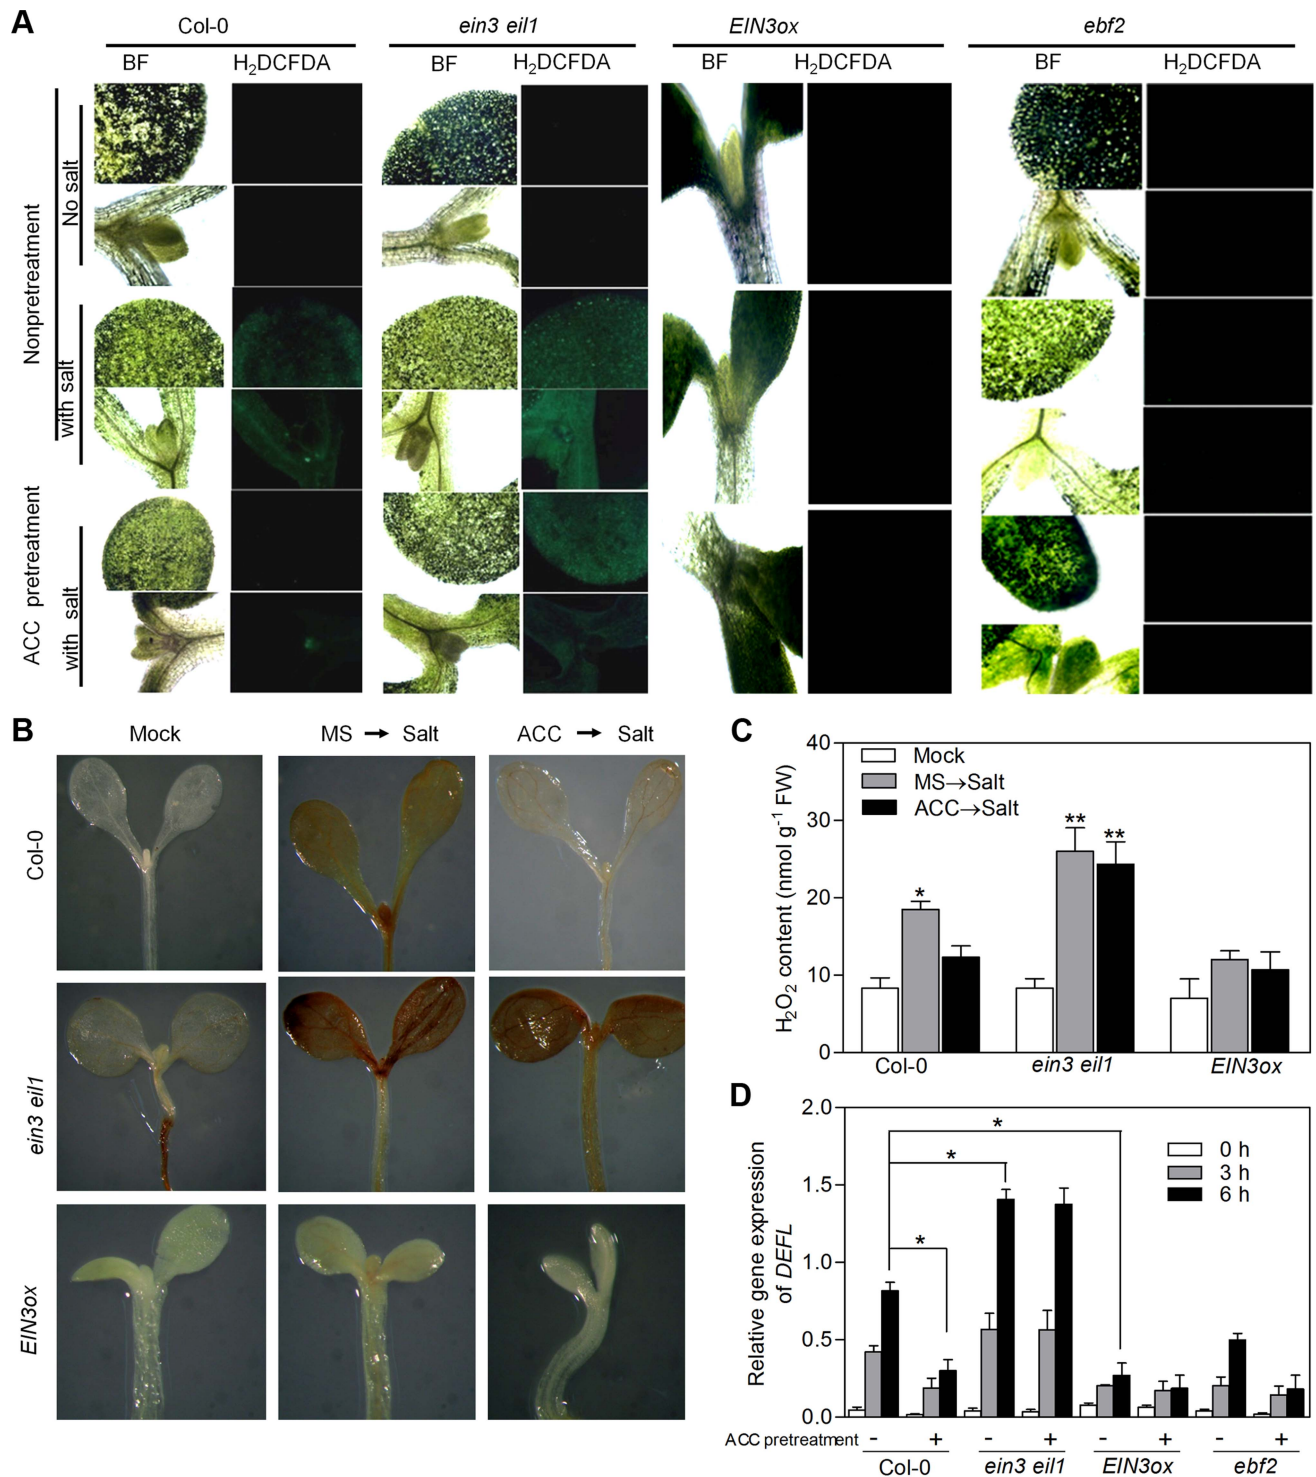 A
Col-0
ein3 eil1
EIN3ox
ebf2
BF
H2DCFDA
BF
H2DCFDA
BF
H2DCFDA
BF
H2DCFDA
Nonpretreatment
No salt
with salt
ACC pretreatment
with salt
B
Mock
MS → Salt
ACC → Salt
Col-0
ein3 eil1
EIN3ox
C
H2O2 content (nmol g-1 FW)
40
30
20
10
0
Mock
MS→Salt
ACC→Salt
*
**
**
Col-0
ein3 eil1
EIN3ox
D
Relative gene expression
of DEFL
2.0
1.5
1.0
0.5
0.0
0 h
3 h
6 h
*
*
*
ACC pretreatment
- + - + - + - +
Col-0
ein3 eil1
EIN3ox
ebf2